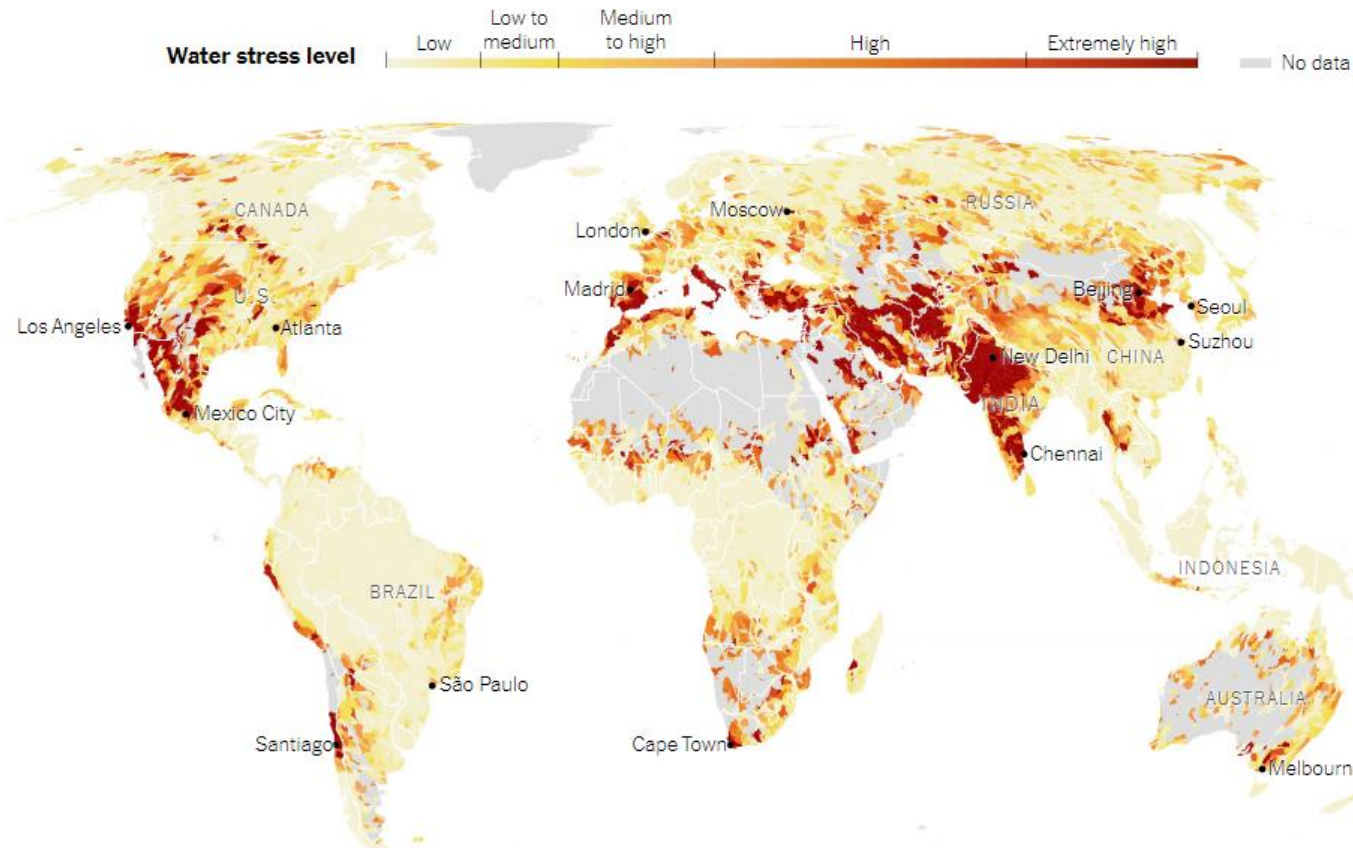 Water stress level
Low
Low to
medium
Medium
to high
High
Extremely high
No data
CANADA
RUSSIA
Moscow
London
Madrid
Beijing
U.S.
Seoul
Los Angeles
Atlanta
Suzhou
New Delhi
CHINA
INDIA
Mexico City
Chennai
INDONESIA
BRAZIL
São Paulo
AUSTRALIA
Santiago
Cape Town
Melbourn